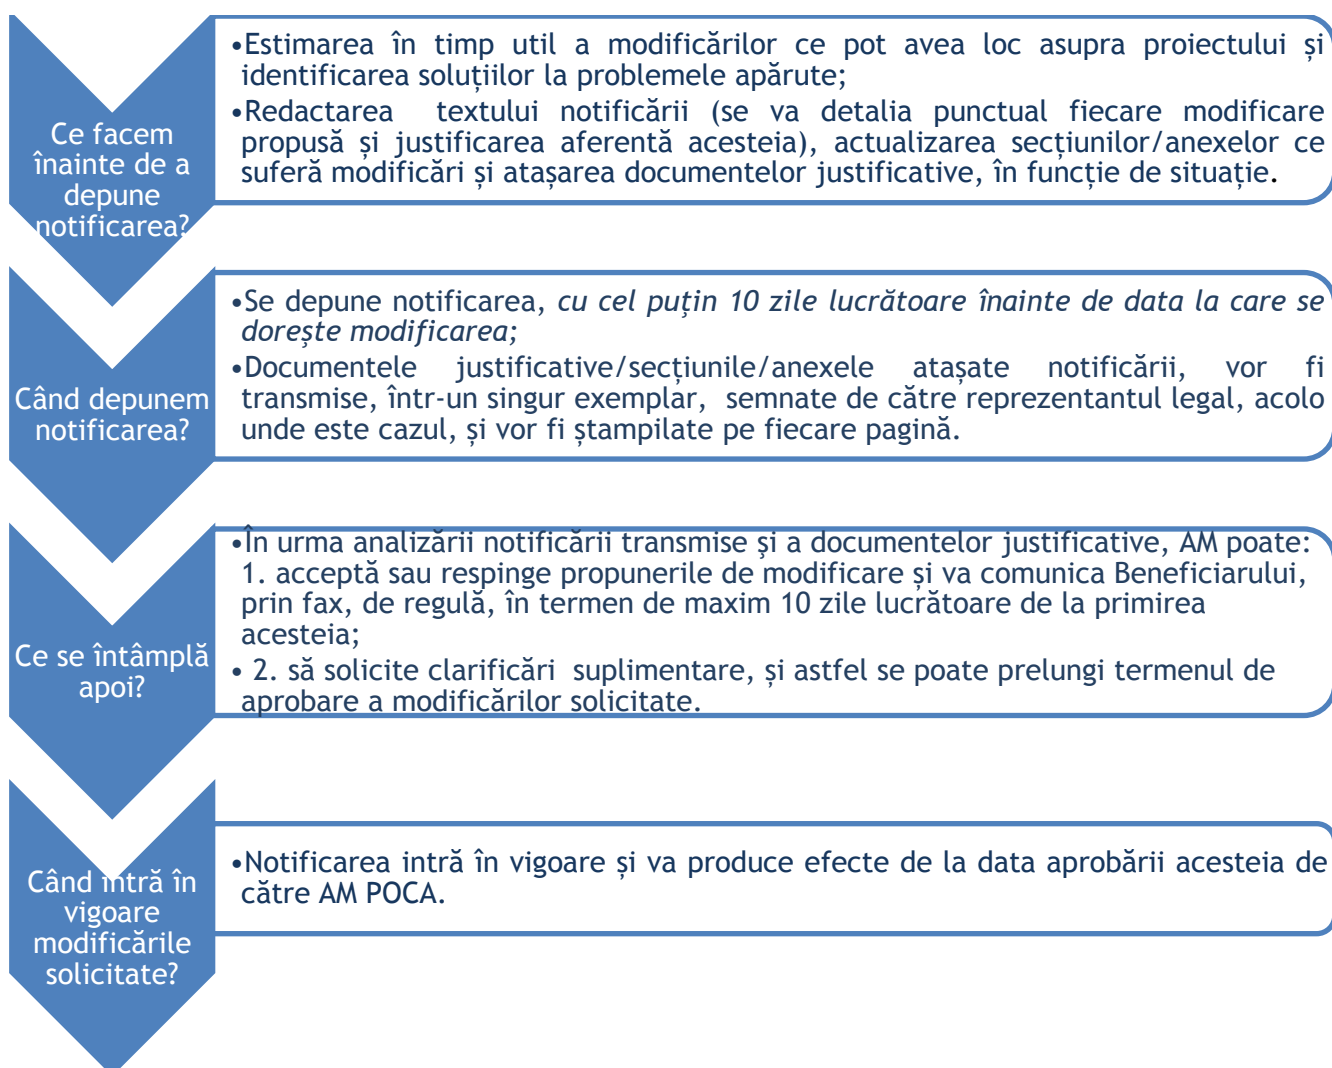 Ce facem
înainte de a
depune
notificarea?
•Estimarea în timp util a modificărilor ce pot avea loc asupra proiectului și
identificarea soluțiilor la problemele apărute;
•Redactarea textului notificării (se va detalia punctual fiecare modificare
propusă și justificarea aferentă acesteia), actualizarea secțiunilor/anexelor ce
suferă modificări și atașarea documentelor justificative, în funcție de situație.
Când depunem
notificarea?
•Se depune notificarea, cu cel puțin 10 zile lucrătoare înainte de data la care se
dorește modificarea;
•Documentele justificative/secțiunile/anexele atașate notificării, vor fi
transmise, într-un singur exemplar, semnate de către reprezentantul legal, acolo
unde este cazul, și vor fi ștampilate pe fiecare pagină.
Ce se întâmplă
apoi?
•În urma analizării notificării transmise şi a documentelor justificative, AM poate:
1. acceptă sau respinge propunerile de modificare și va comunica Beneficiarului,
prin fax, de regulă, în termen de maxim 10 zile lucrătoare de la primirea
acesteia;
• 2. să solicite clarificări suplimentare, și astfel se poate prelungi termenul de
aprobare a modificărilor solicitate.
Când intră în
vigoare
modificările
solicitate?
•Notificarea intră în vigoare și va produce efecte de la data aprobării acesteia de
către AM POCA.